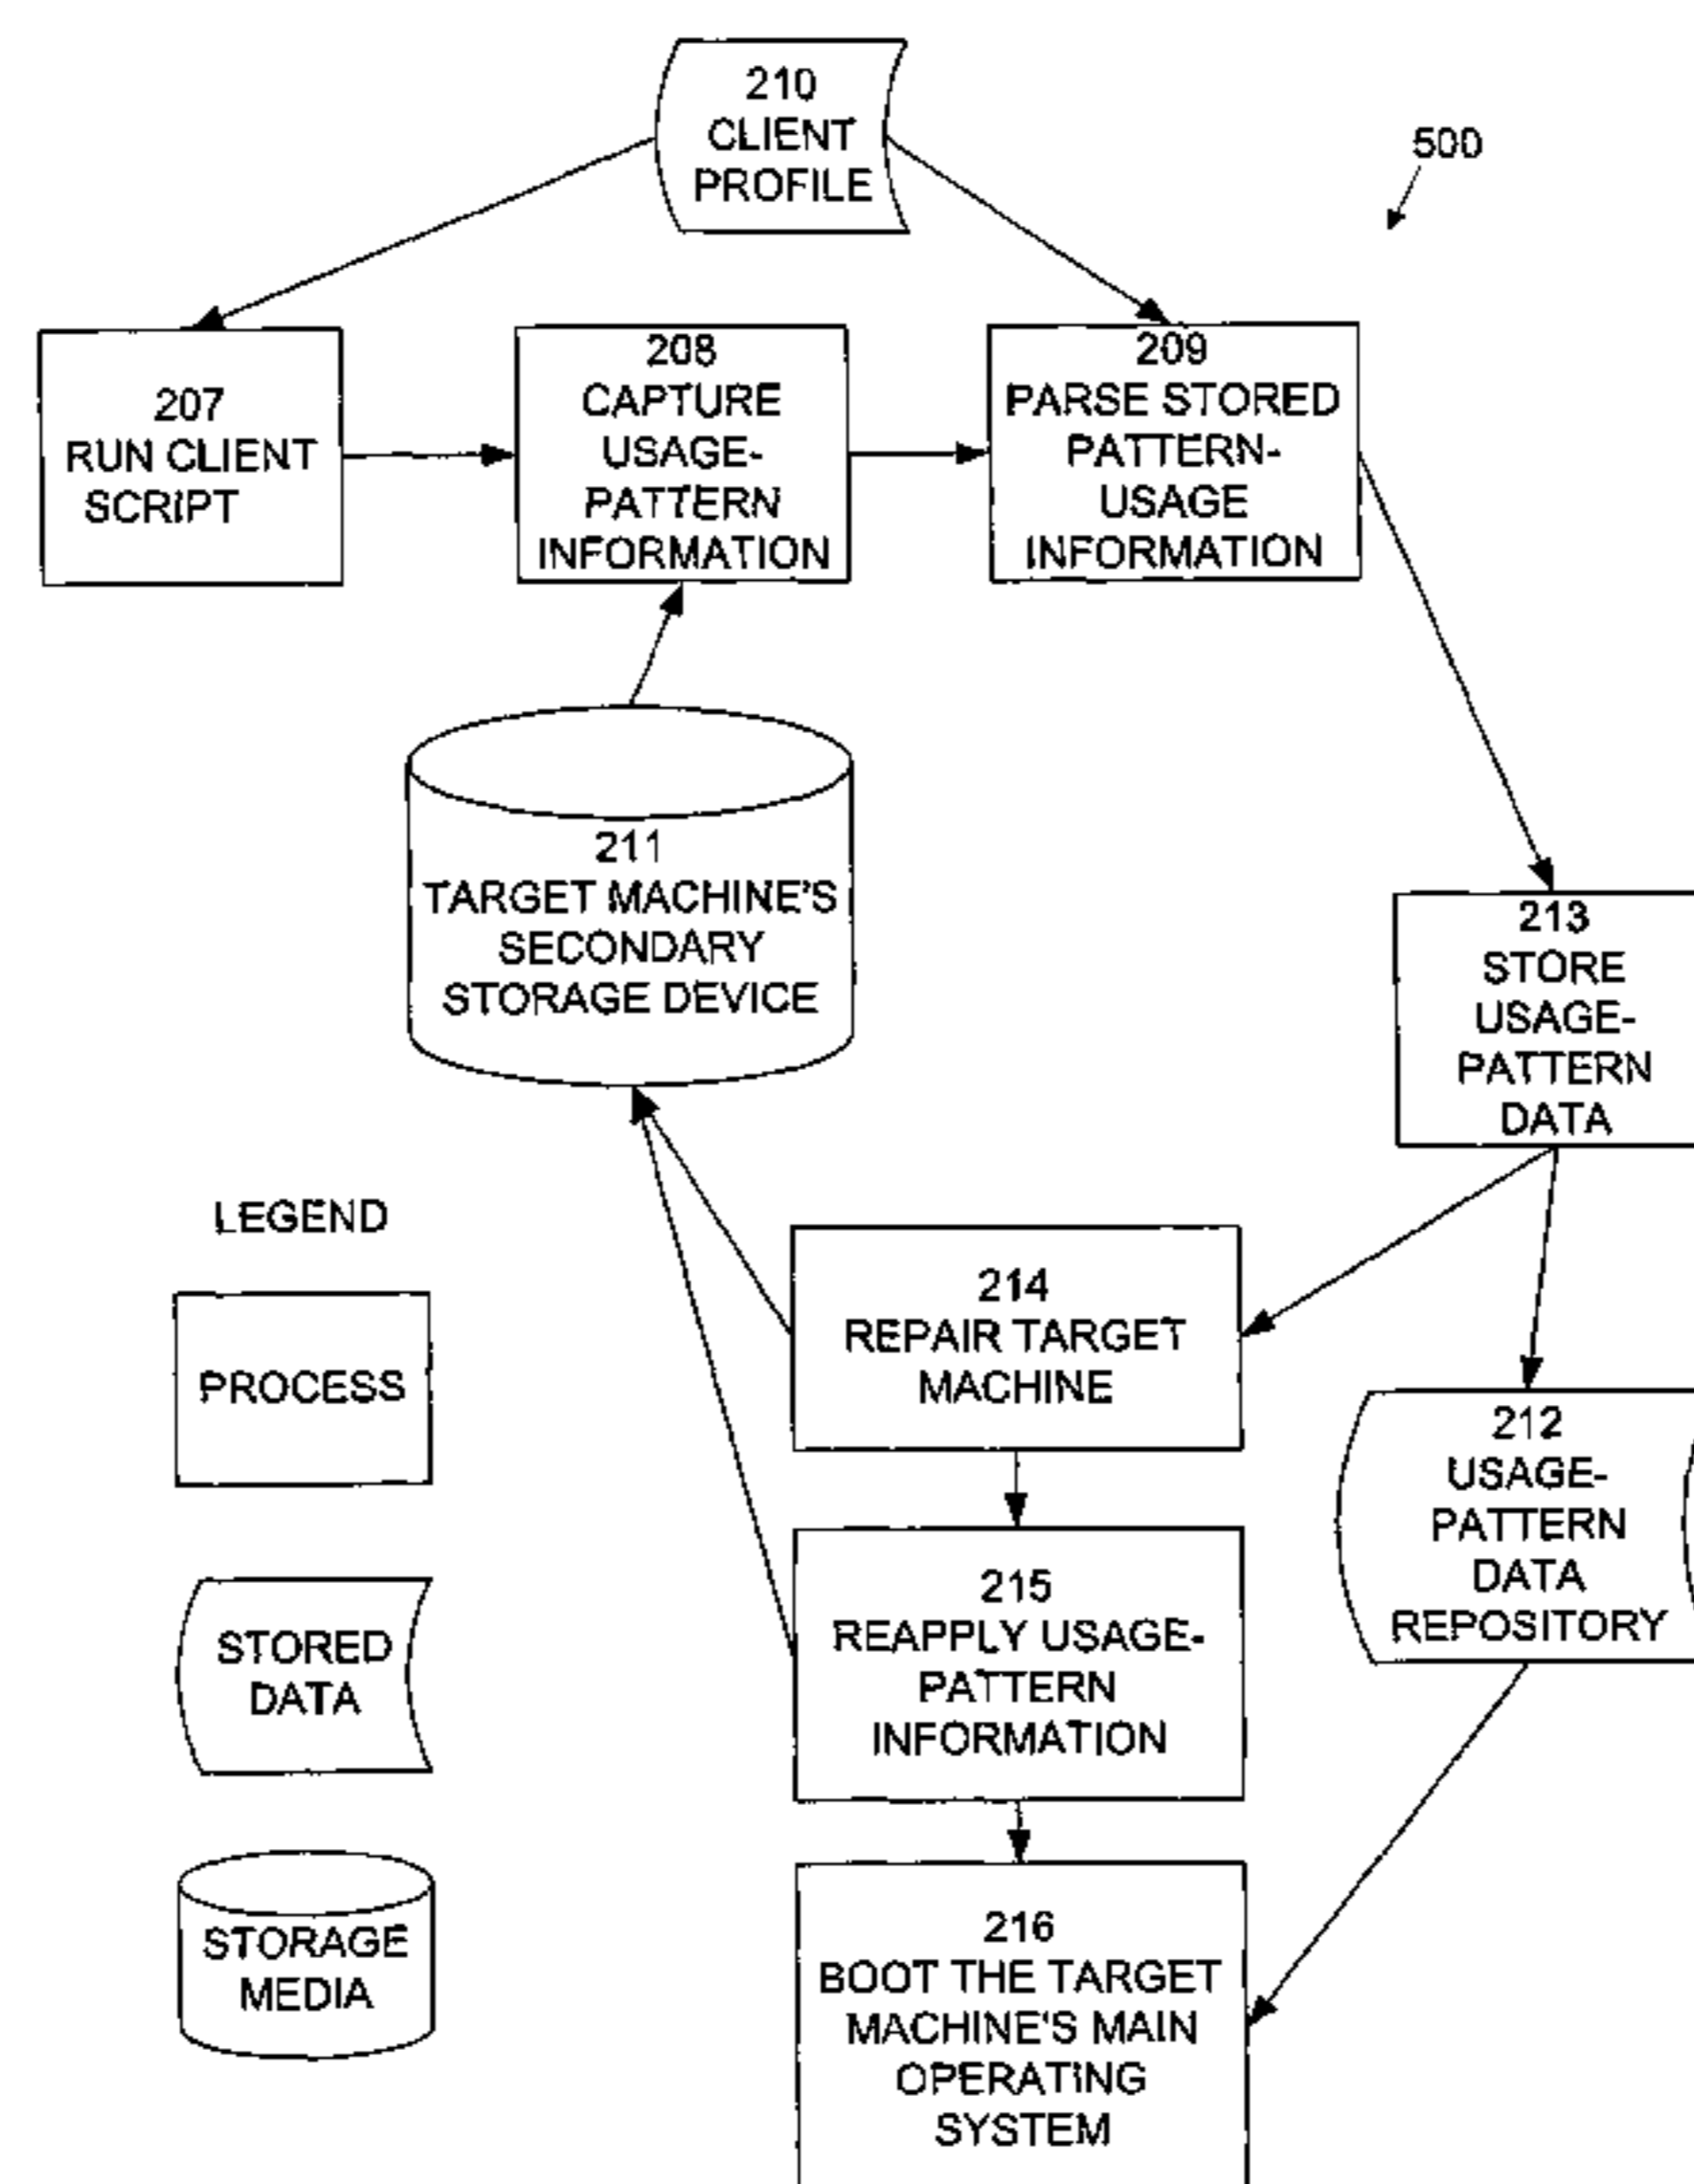 210
CLIENT
PROFILE
500
207
RUN CLIENT
SCRIPT
208
CAPTURE
USAGE-
PATTERN
INFORMATION
209
PARSE STORED
PATTERN-
USAGE
INFORMATION
211
TARGET MACHINE'S
SECONDARY
STORAGE DEVICE
213
STORE
USAGE-
PATTERN
DATA
LEGEND
PROCESS
STORED
DATA
STORAGE
MEDIA
214
REPAIR TARGET
MACHINE
212
USAGE-
PATTERN
DATA
REPOSITORY
215
REAPPLY USAGE-
PATTERN
INFORMATION
216
BOOT THE TARGET
MACHINE'S MAIN
OPERATING
SYSTEM